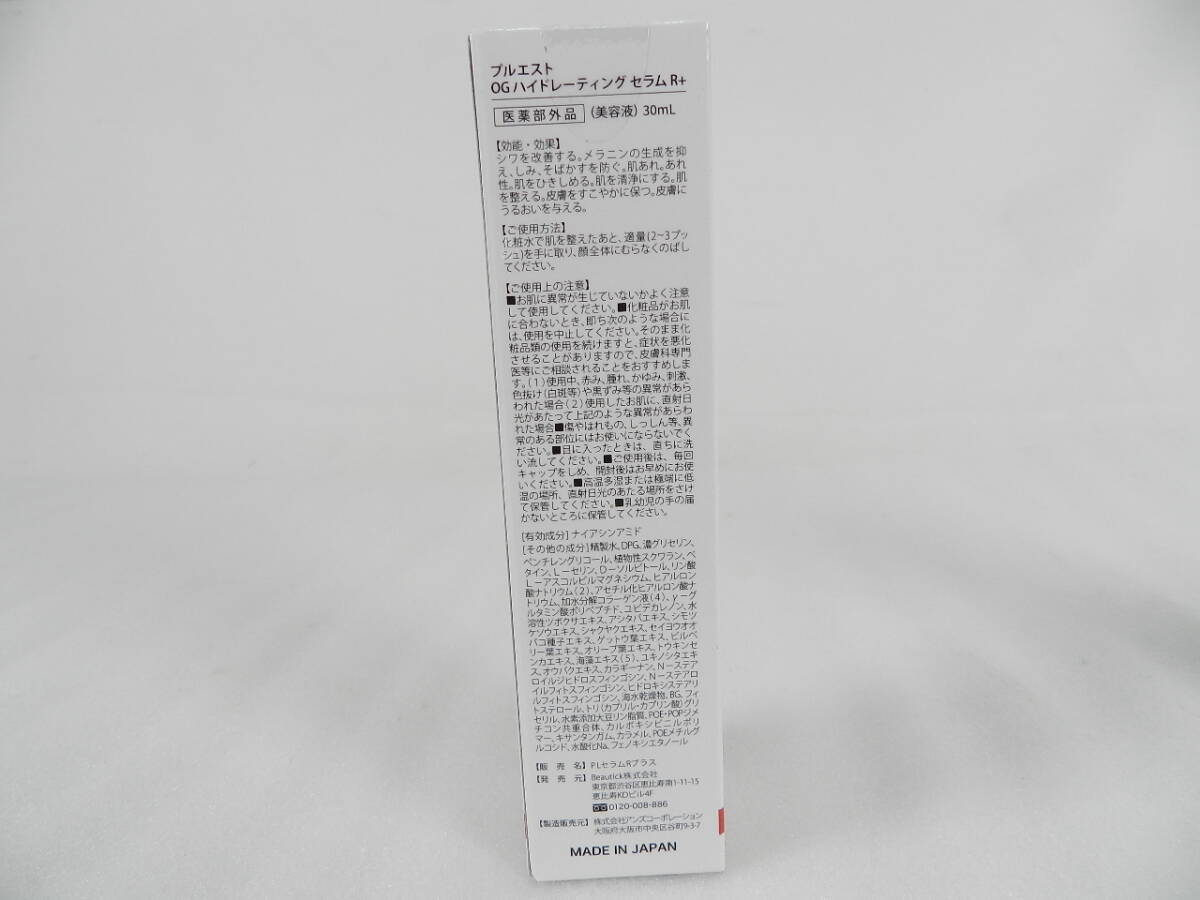 プルエスト
OG ハイドレーティング セラム R+
医薬部外品 (美容液) 30mL
【効能・効果】
シワを改善する。メラニンの生成を抑
え、しみ、そばかすを防ぐ。肌あれ。あれ
性。肌をひきしめる。肌を清浄にする。肌
を整える。皮膚をすこやかに保つ。皮膚に
うるおいを与える。
【ご使用方法】
化粧水で肌を整えたあと、適量(2~3プッ
シュ)を手に取り、顔全体にむらなくのばし
てください。
【ご使用上の注意】
■お肌に異常が生じていないかよく注意
して使用してください。■化粧品がお肌
に合わないとき、即ち次のような場合に
は、使用を中止してください。そのまま化
粧品類の使用を続けますと、症状を悪化
させることがありますので、皮膚科専門
医等にご相談されることをおすすめしま
す。(1)使用中、赤み、腫れ、かゆみ、刺激、
色抜け(白斑等)や黒ずみ等の異常があら
われた場合(2)使用したお肌に、直射日
光があたって上記のような異常があらわ
れた場合■傷やはれもの、しっしん等、異
常のある部位にはお使いにならないでく
ださい。■目に入ったときは、直ちに洗
い流してください。■ご使用後は、毎回
キャップをしめ、開封後はお早めにお使
いください。■高温多湿または極端に低
温の場所、直射日光のあたる場所をさけ
て保管してください。■乳幼児の手の届
かないところに保管してください。
[有効成分] ナイアシンアミド
[その他の成分] 精製水、DPG、濃グリセリン、
ペンチレングリコール、植物性スクワラン、ベ
タイン、L－セリン、D－ソルビトール、リン酸
L－アスコルビルマグネシウム、ヒアルロン
酸ナトリウム(2)、アセチル化ヒアルロン酸ナ
トリウム、加水分解コラーゲン液(4)、γ－グ
ルタミン酸ポリペプチド、ユビデカレノン、水
溶性ツボクサエキス、アシタバエキス、シモツ
ケソウエキス、シャクヤクエキス、セイヨウオオ
バコ種子エキス、ゲットウ葉エキス、ビルベ
リー葉エキス、オリーブ葉エキス、トウキンセ
ンカエキス、海藻エキス(5)、ユキノシタエキ
ス、オウバクエキス、カラギーナン、N－ステア
ロイルジヒドロスフィンゴシン、N－ステアロ
イルフィトスフィンゴシン、ヒドロキシステアリ
ルフィトスフィンゴシン、海水乾燥物、BG、フィ
トステロール、トリ(カプリル・カプリン酸)グリ
セリル、水素添加大豆リン脂質、POE・POPジメ
チコン共重合体、カルボキシビニルポリ
マー、キサンタンガム、カラメル、POEメチルグ
ルコシド、水酸化Na、フェノキシエタノール
【販 売 名】 PLセラムRプラス
【発 売 元】 Beautick株式会社
東京都渋谷区恵比寿南1-11-15
恵比寿KDビル4F
0120-008-886
【製造販売元】 株式会社アンズコーポレーション
大阪府大阪市中央区谷町9-3-7
MADE IN JAPAN